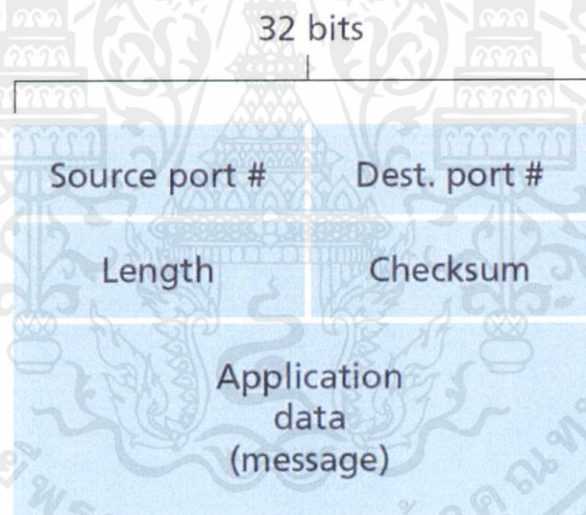 32 bits
Source port #
Dest. port #
Length
Checksum
Application
data
(message)